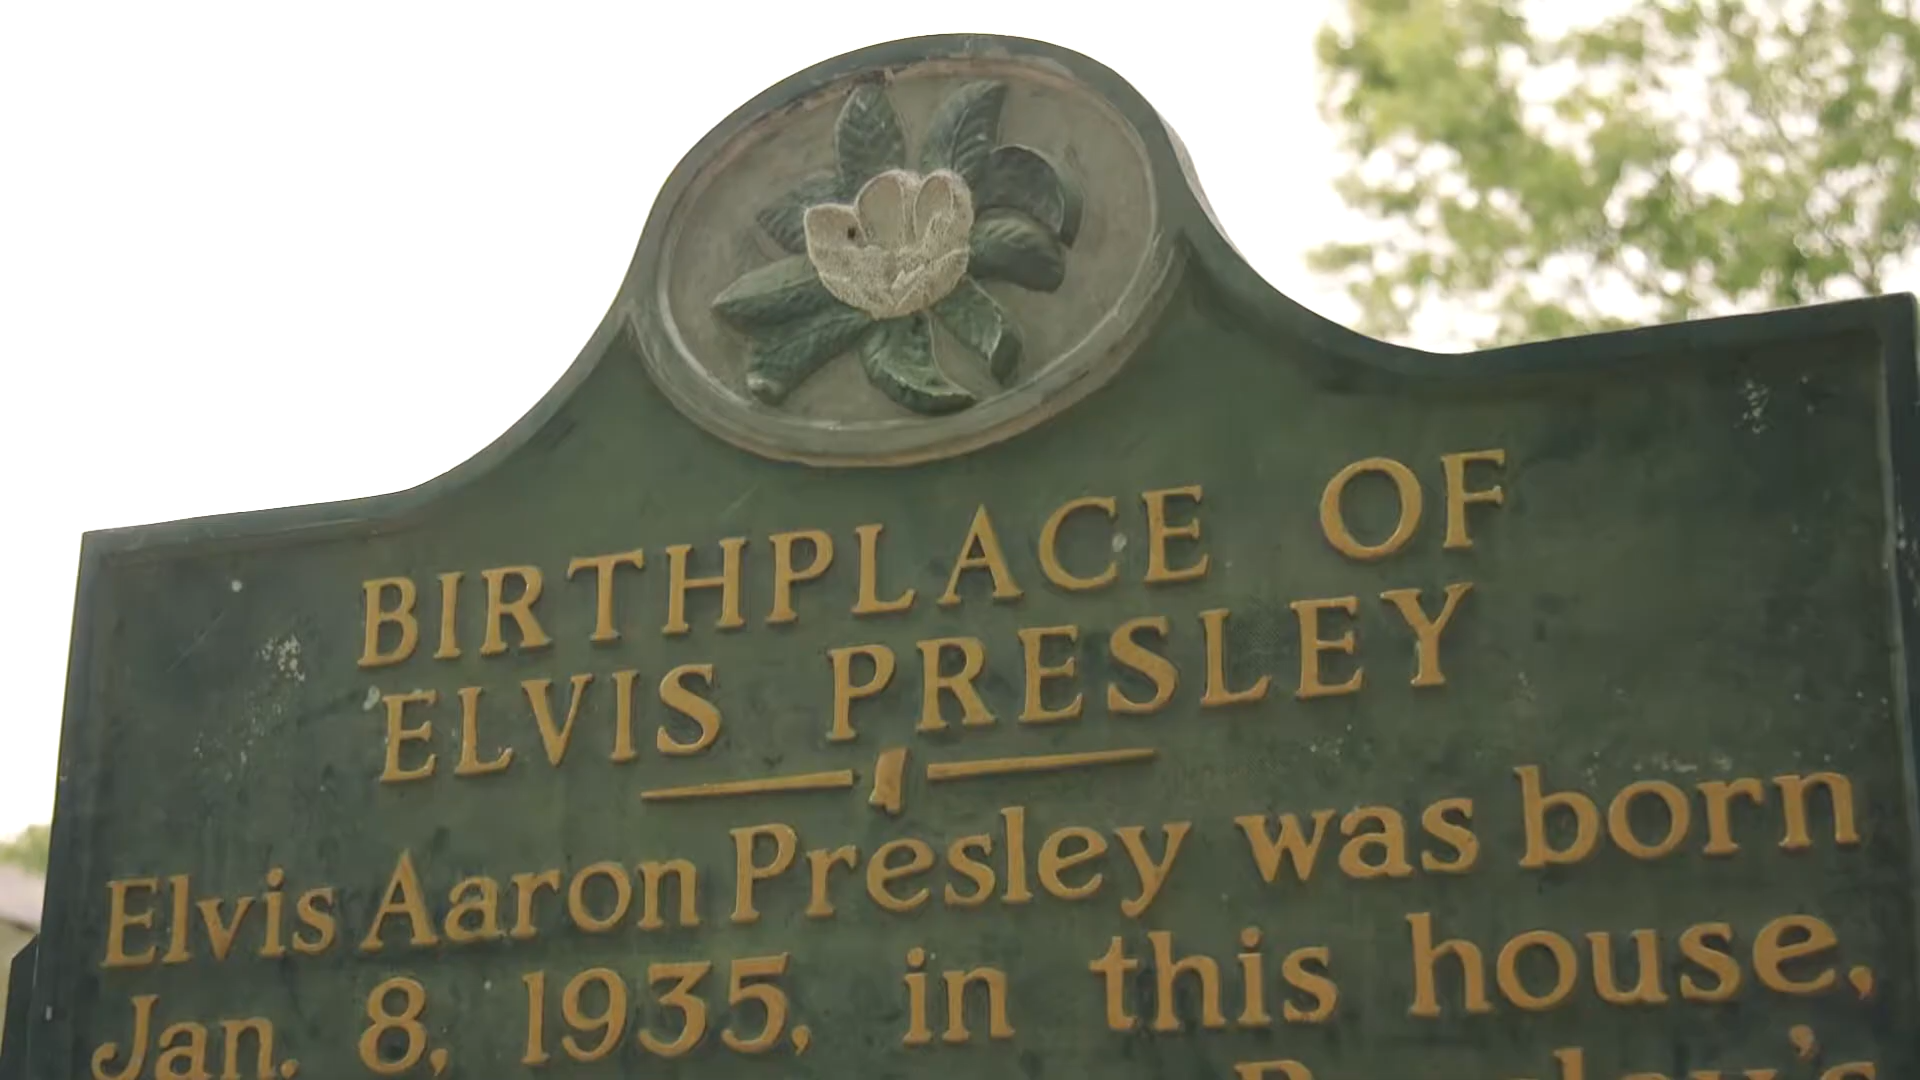 BIRTHPLACE OF
ELVIS PRESLEY
Elvis Aaron Presley was born
Jan. 8, 1935, in this house,